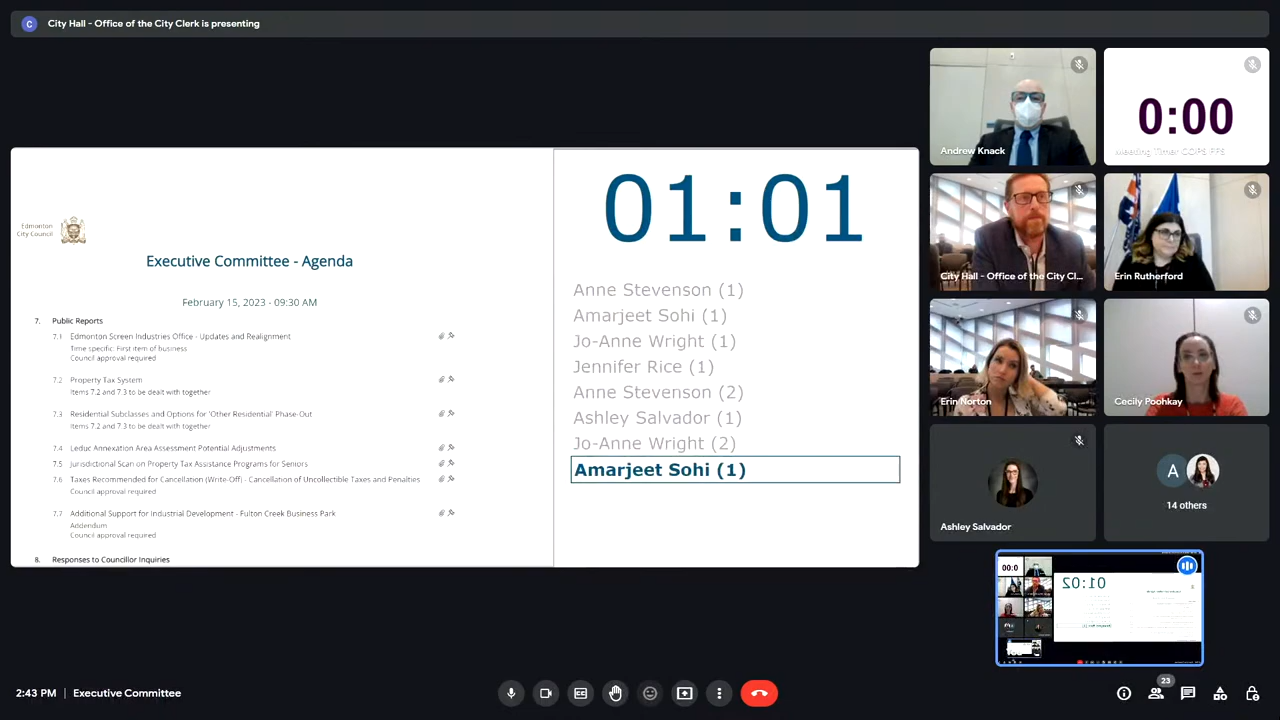 C City Hall - Office of the City Clerk is presenting
Edmonton
City Council
Executive Committee - Agenda
February 15, 2023 - 09:30 AM
7. Public Reports
7.1 Edmonton Screen Industries Office - Updates and Realignment
Time specific: First item of business
Council approval required
7.2 Property Tax System
Items 7.2 and 7.3 to be dealt with together
7.3 Residential Subclasses and Options for 'Other Residential' Phase-Out
Items 7.2 and 7.3 to be dealt with together
7.4 Leduc Annexation Area Assessment Potential Adjustments
7.5 Jurisdictional Scan on Property Tax Assistance Programs for Seniors
7.6 Taxes Recommended for Cancellation (Write-Off) - Cancellation of Uncollectible Taxes and Penalties
Council approval required
7.7 Additional Support for Industrial Development - Fulton Creek Business Park
Addendum
Council approval required
8. Responses to Councillor Inquiries
01:01
Anne Stevenson (1)
Amarjeet Sohi (1)
Jo-Anne Wright (1)
Jennifer Rice (1)
Anne Stevenson (2)
Ashley Salvador (1)
Jo-Anne Wright (2)
Amarjeet Sohi (1)
Andrew Knack
0:00
Meeting Timer COPS FPS
City Hall - Office of the City Cl...
Erin Rutherford
Erin Norton
Cecily Poohkay
Ashley Salvador
A
14 others
00:0
01:02
2:43 PM | Executive Committee
23